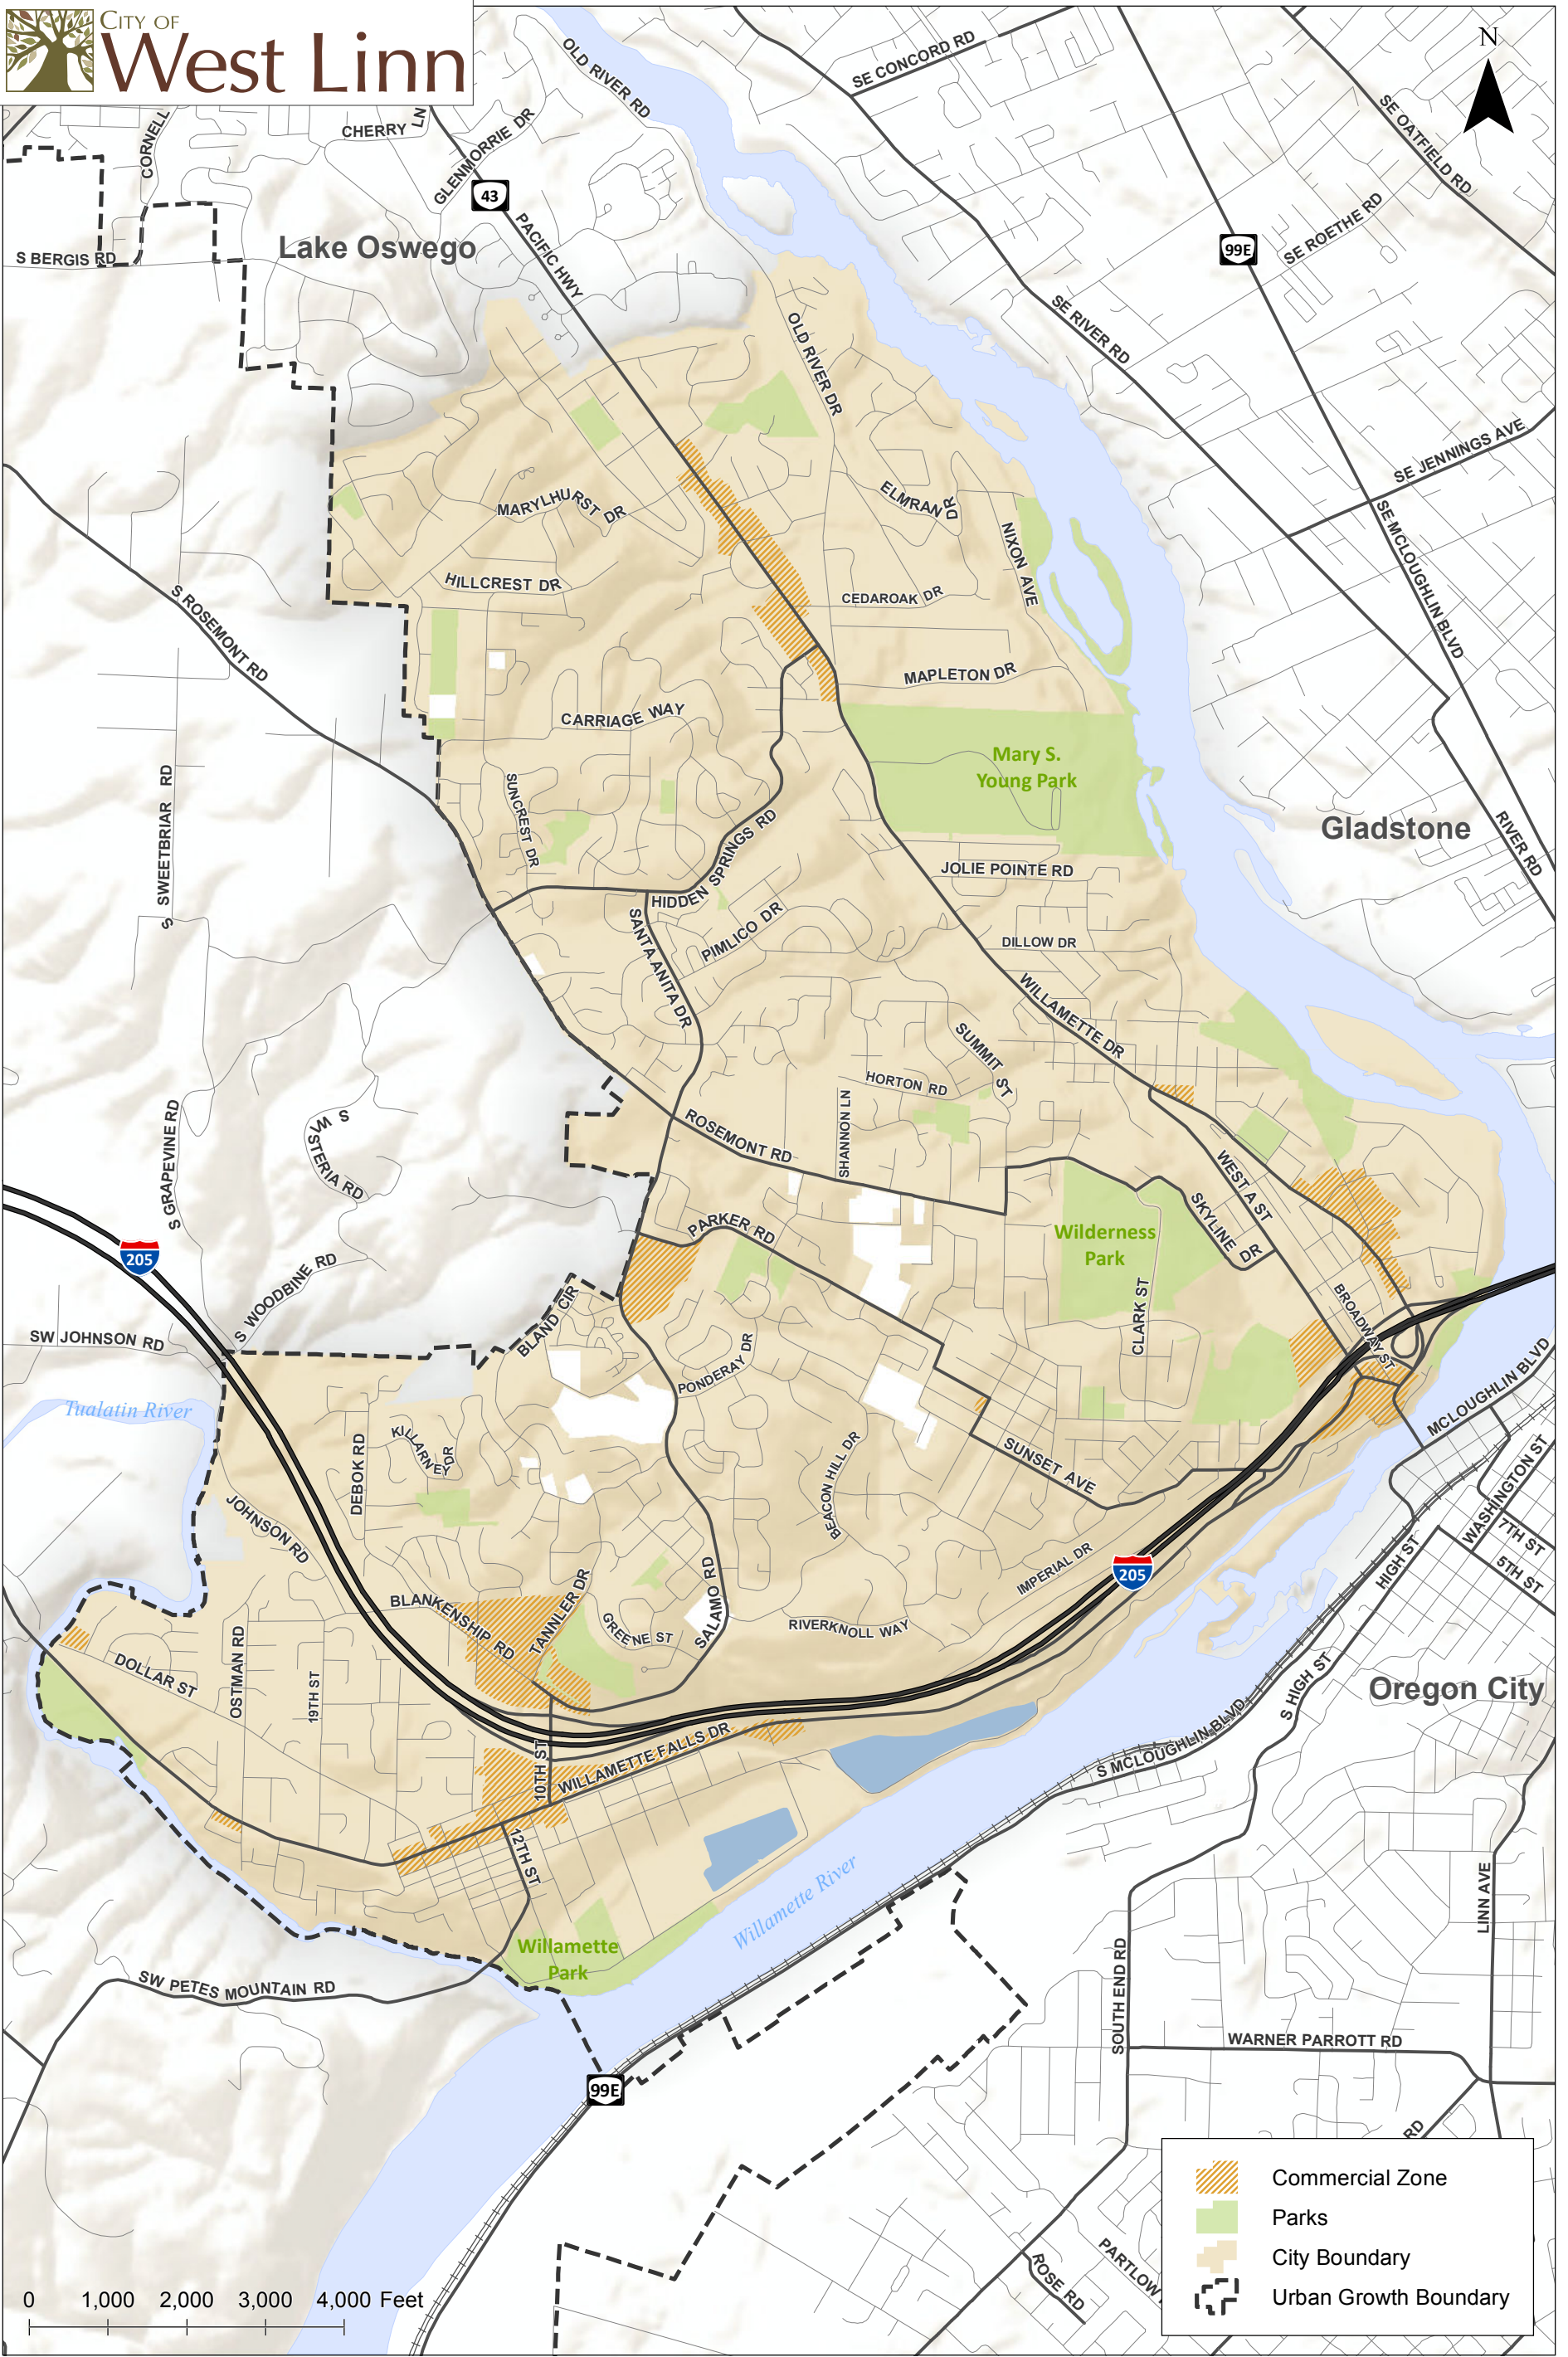 CITY OF
West Linn
N
OLD RIVER RD
SE CONCORD RD
SE OATFIELD RD
CORNELL
CHERRY LN
GLENMORRIE DR
43
PACIFIC HWY
SE ROETHE RD
99E
Lake Oswego
S BERGIS RD
SE RIVER RD
OLD RIVER DR
SE JENNINGS AVE
SE MCLOUGHLIN BLVD
MARYLHURST DR
ELMRAN DR
NIXON AVE
HILLCREST DR
CEDAROAK DR
S ROSEMONT RD
MAPLETON DR
CARRIAGE WAY
Mary S.
Young Park
SUNCREST DR
S SWEETBRIAR RD
HIDDEN SPRINGS RD
Gladstone
RIVER RD
JOLIE POINTE RD
SANTA ANITA DR
PIMLICO DR
DILLOW DR
WILLAMETTE DR
SUMMIT ST
HORTON RD
SHANNON LN
S GRAPEVINE RD
S WISTERIA RD
ROSEMONT RD
WEST A ST
SKYLINE DR
PARKER RD
Wilderness
Park
205
S WOODBINE RD
BLAND CIR
CLARK ST
BROADWAY ST
SW JOHNSON RD
PONDERAY DR
MCLOUGHLIN BLVD
Tualatin River
KILLARNEY DR
DEBOK RD
BEACON HILL DR
SUNSET AVE
WASHINGTON ST
7TH ST
5TH ST
HIGH ST
JOHNSON RD
IMPERIAL DR
205
BLANKENSHIP RD
TANNLER DR
GREENE ST
SALAMO RD
RIVERKNOLL WAY
DOLLAR ST
OSTMAN RD
19TH ST
S HIGH ST
Oregon City
10TH ST
WILLAMETTE FALLS DR
S MCLOUGHLIN BLVD
12TH ST
Willamette River
LINN AVE
Willamette
Park
SW PETES MOUNTAIN RD
SOUTH END RD
WARNER PARROTT RD
99E
RD
PARTLOW
ROSE RD
Commercial Zone
Parks
City Boundary
Urban Growth Boundary
0 1,000 2,000 3,000 4,000 Feet